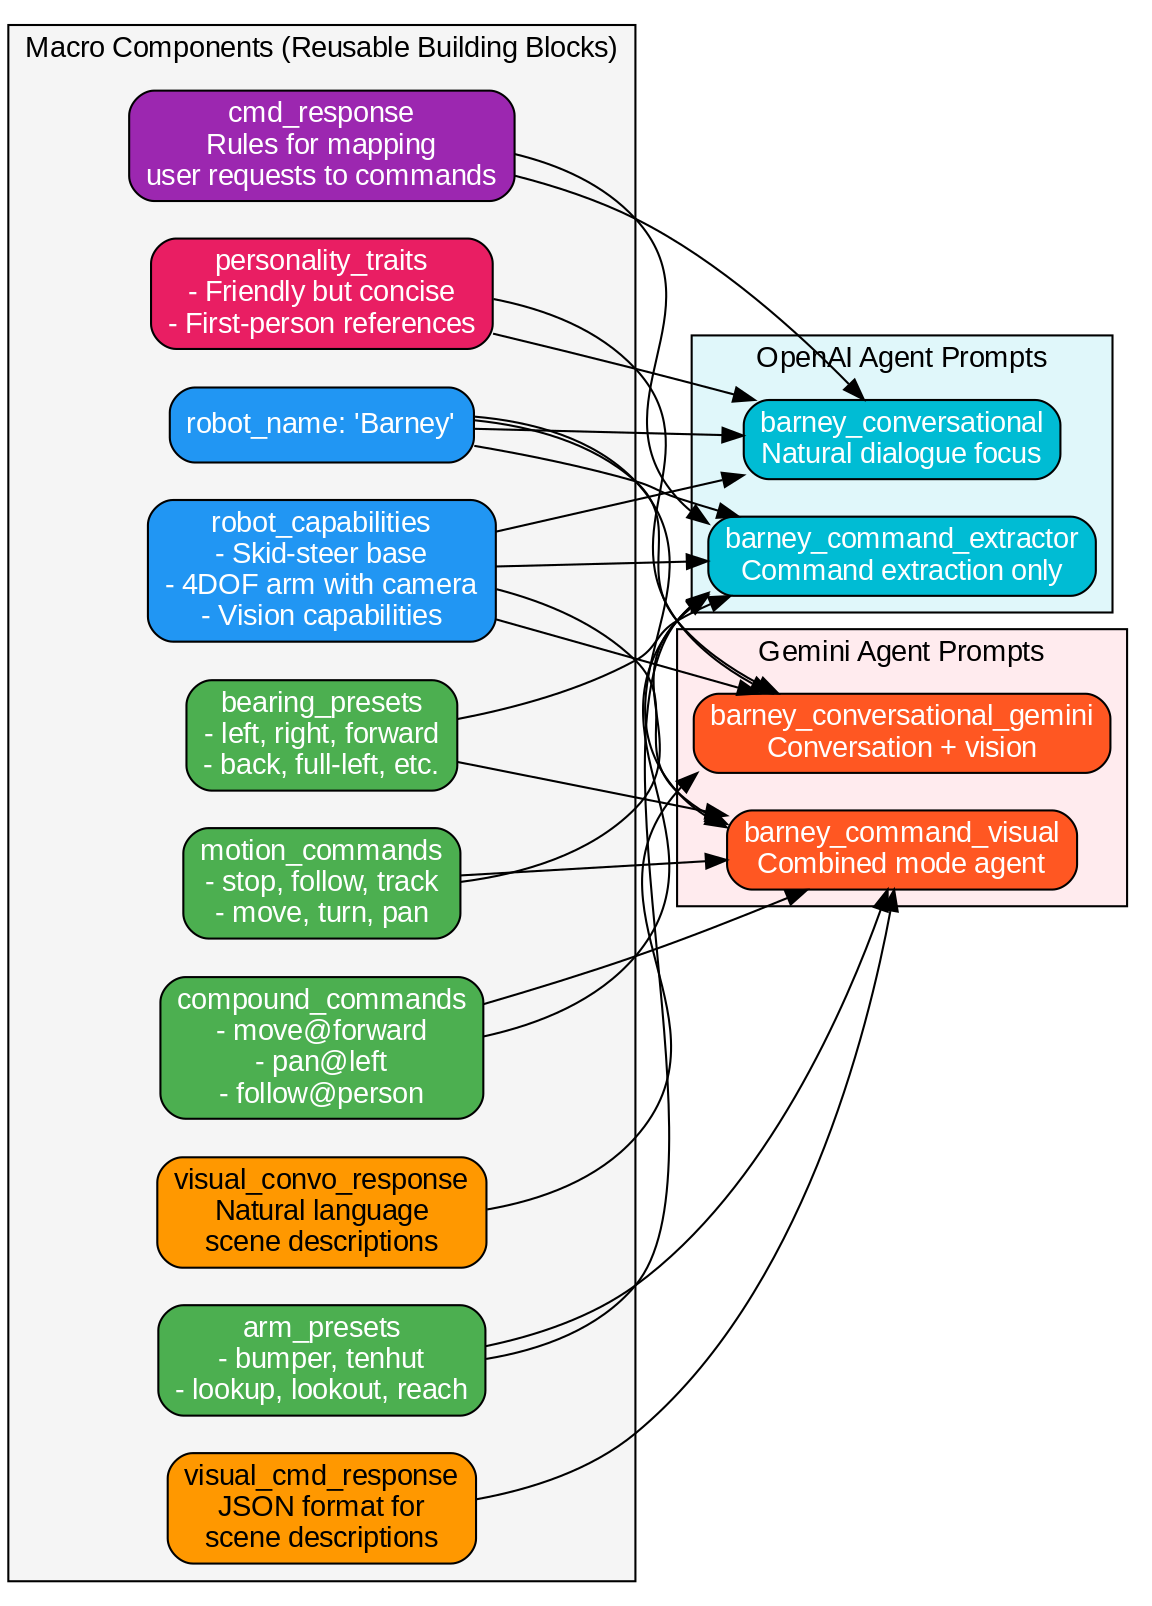 Macro Components (Reusable Building Blocks)
cmd_response
Rules for mapping
user requests to commands
personality_traits
- Friendly but concise
- First-person references
robot_name: 'Barney'
robot_capabilities
- Skid-steer base
- 4DOF arm with camera
- Vision capabilities
bearing_presets
- left, right, forward
- back, full-left, etc.
motion_commands
- stop, follow, track
- move, turn, pan
compound_commands
- move@forward
- pan@left
- follow@person
visual_convo_response
Natural language
scene descriptions
arm_presets
- bumper, tenhut
- lookup, lookout, reach
visual_cmd_response
JSON format for
scene descriptions
OpenAI Agent Prompts
barney_conversational
Natural dialogue focus
barney_command_extractor
Command extraction only
Gemini Agent Prompts
barney_conversational_gemini
Conversation + vision
barney_command_visual
Combined mode agent